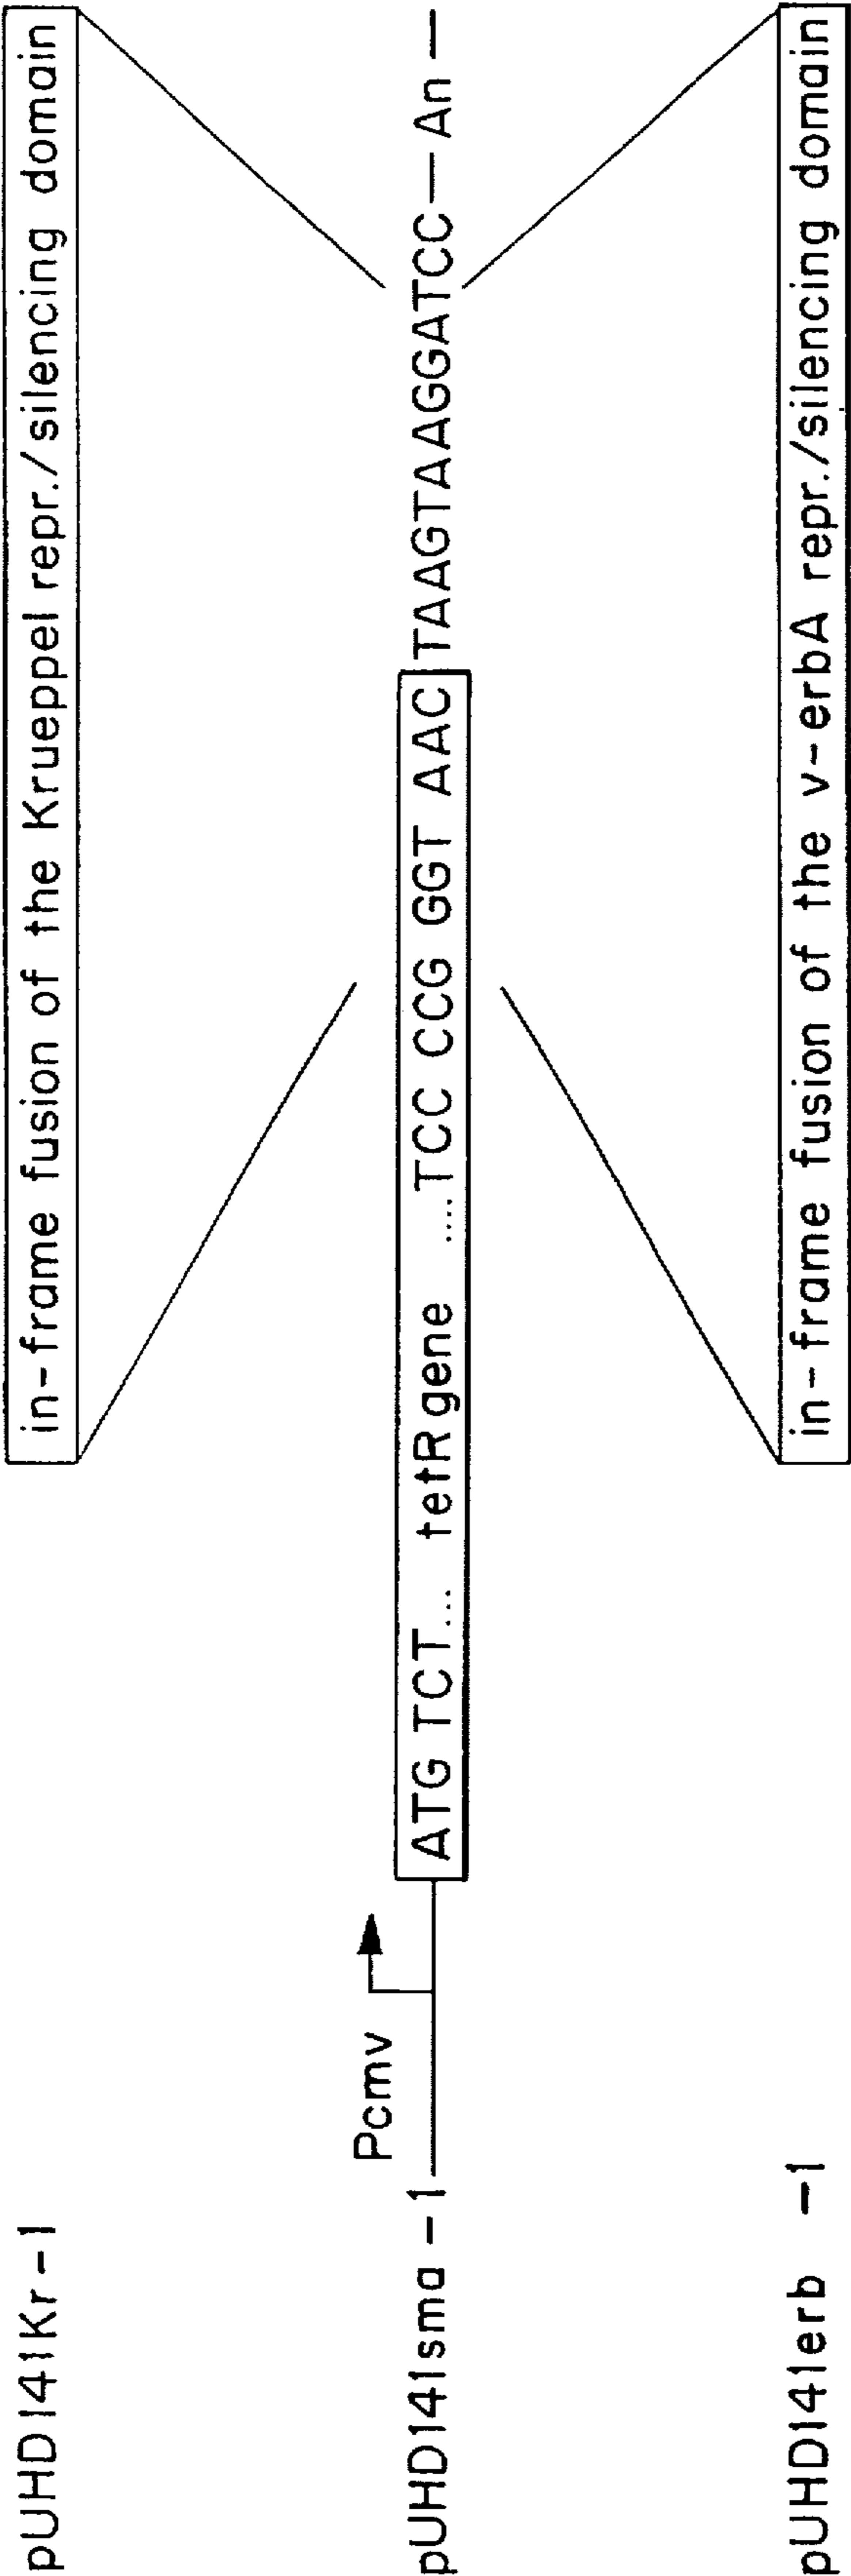 pUHD141Kr-1
in-frame fusion of the Krueppel repr./silencing domain
Pcmv
pUHD141sma-1
ATG TCT... tetR gene ....TCC CCG GGT AAC TAAGTAAGGATCC — An —
pUHD141erb -1
in-frame fusion of the v-erbA repr./silencing domain